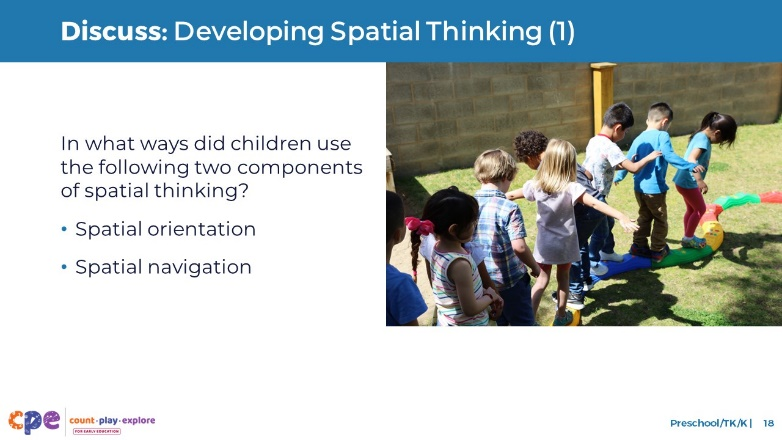 Discuss: Developing Spatial Thinking (1)
In what ways did children use
the following two components
of spatial thinking?
• Spatial orientation
• Spatial navigation
cpe
count·play·explore
FOR EARLY EDUCATION
Preschool/TK/K | 18